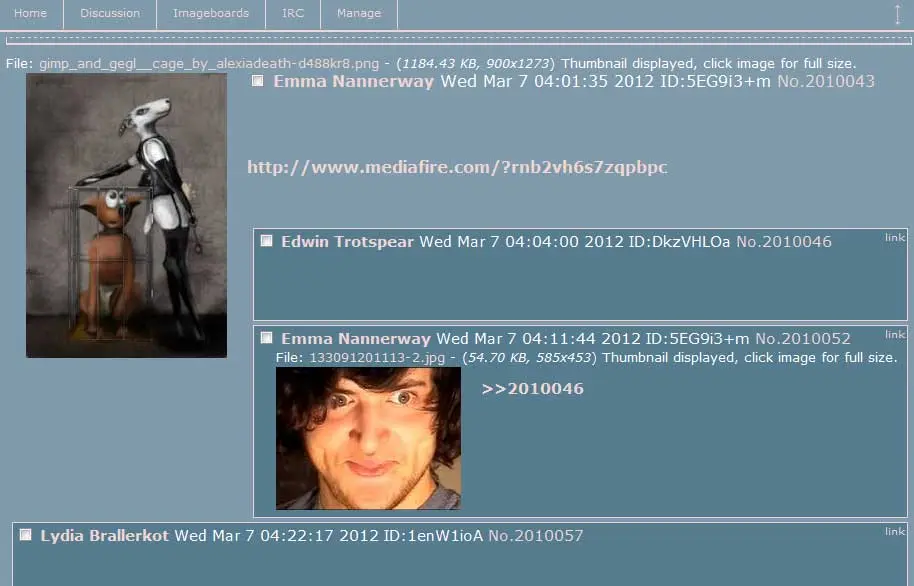 Home Discussion Imageboards IRC Manage
File: gimp_and_gegl__cage_by_alexiadeath-d488kr8.png - (1184.43 KB, 900x1273) Thumbnail displayed, click image for full size.
Emma Nannerway Wed Mar 7 04:01:35 2012 ID:5EG9i3+m No.2010043
http://www.mediafire.com/?rnb2vh6s7zqpbpc
Edwin Trotspear Wed Mar 7 04:04:00 2012 ID:DkzVHLOa No.2010046 link
Emma Nannerway Wed Mar 7 04:11:44 2012 ID:5EG9i3+m No.2010052 link
File: 133091201113-2.jpg - (54.70 KB, 585x453) Thumbnail displayed, click image for full size.
>>2010046
Lydia Brallerkot Wed Mar 7 04:22:17 2012 ID:1enW1ioA No.2010057 link